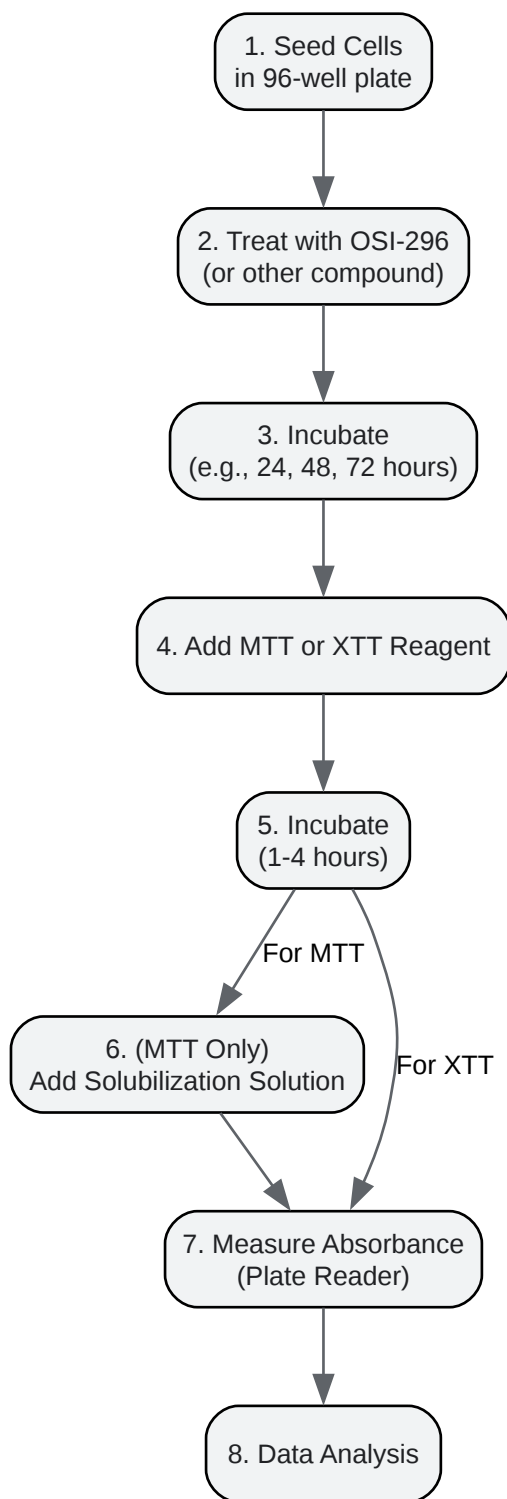 1. Seed Cells
in 96-well plate
2. Treat with OSI-296
(or other compound)
3. Incubate
(e.g., 24, 48, 72 hours)
4. Add MTT or XTT Reagent
5. Incubate
(1-4 hours)
For MTT
6. (MTT Only)
Add Solubilization Solution
For XTT
7. Measure Absorbance
(Plate Reader)
8. Data Analysis